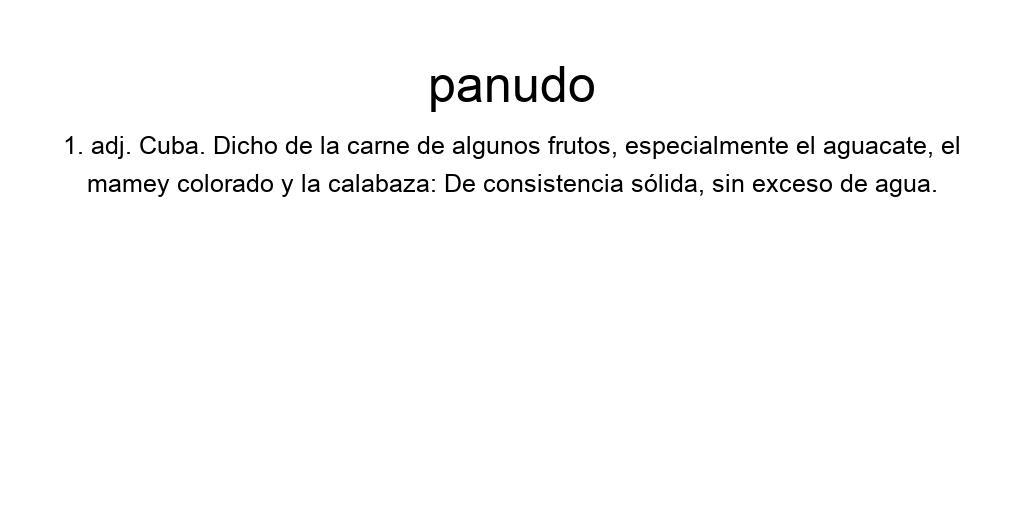 panudo
1. adj. Cuba. Dicho de la carne de algunos frutos, especialmente el aguacate, el
mamey colorado y la calabaza: De consistencia sólida, sin exceso de agua.